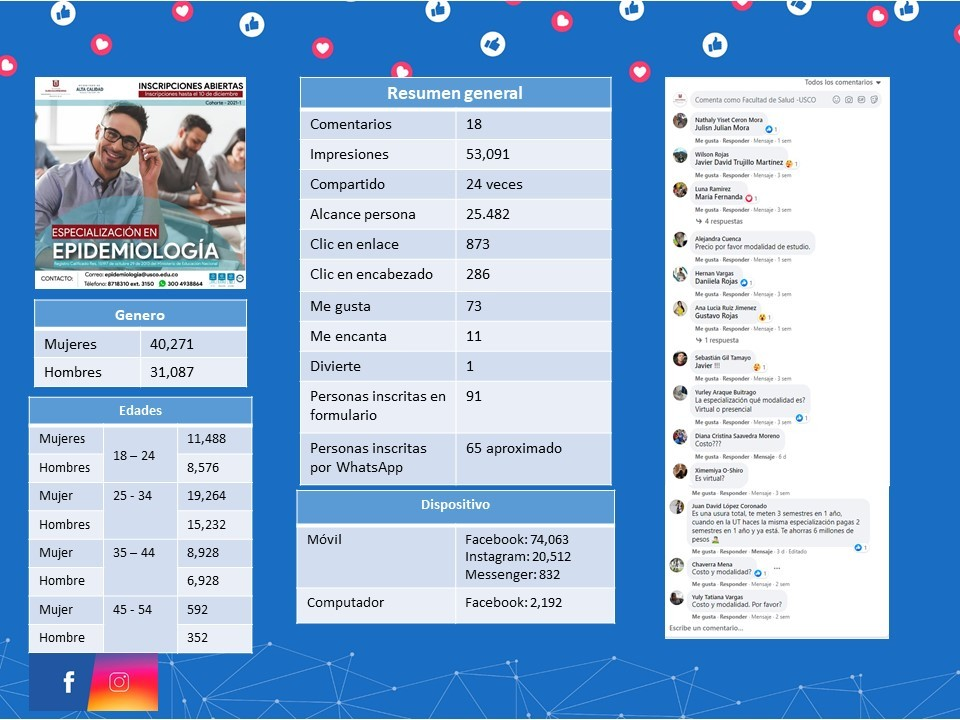 ALTA CALIDAD
INSCRIPCIONES ABIERTAS
Inscripciones hasta el 10 de diciembre
Cohorte - 2021-1
ESPECIALIZACIÓN EN
EPIDEMIOLOGÍA
CONTACTO:
Correo: epidemiologia@usco.edu.co
Téléfono: 8718310 ext. 3150
300 4938864
Genero
Mujeres 40,271
Hombres 31,087
Edades
Mujeres 18 – 24 11,488
Hombres 8,576
Mujer 25 - 34 19,264
Hombres 15,232
Mujer 35 – 44 8,928
Hombre 6,928
Mujer 45 - 54 592
Hombre 352
Resumen general
Comentarios 18
Impresiones 53,091
Compartido 24 veces
Alcance persona 25.482
Clic en enlace 873
Clic en encabezado 286
Me gusta 73
Me encanta 11
Divierte 1
Personas inscritas en
formulario 91
Personas inscritas
por WhatsApp 65 aproximado
Dispositivo
Móvil Facebook: 74,063
Instagram: 20,512
Messenger: 832
Computador Facebook: 2,192
Todos los comentarios
Comenta como Facultad de Salud -USCO
Nathaly Yiset Ceron Mora
Julisn Julian Mora 1
Me gusta · Responder · Mensaje · 1 sem
Wilson Rojas
Javier David Trujillo Martinez 1
Me gusta · Responder · Mensaje · 3 sem
Luna Ramirez
Maria Fernanda 1
Me gusta · Responder · Mensaje · 3 sem
4 respuestas
Alejandra Cuenca
Precio por favor modalidad de estudio.
Me gusta · Responder · Mensaje · 3 sem
Hernan Vargas
Daniiela Rojas 1
Me gusta · Responder · Mensaje · 3 sem
Ana Lucia Ruiz Jimenez
Gustavo Rojas 1
Me gusta · Responder · Mensaje · 3 sem
1 respuesta
Sebastián Gil Tamayo
Javier !!! 1
Me gusta · Responder · Mensaje · 3 sem
Yurley Araque Buitrago
La especialización qué modalidad es?
Virtual o presencial
1
Me gusta · Responder · Mensaje · 3 sem
Diana Cristina Saavedra Moreno
Costo???
Me gusta · Responder · Mensaje · 6 d
Ximemiya O-Shiro
Es virtual?
Me gusta · Responder · Mensaje · 3 sem
Juan David López Coronado
Es una usura total, te meten 3 semestres en 1 año,
cuando en la UT haces la misma especialización pagas 2
semestres en 1 año y ya está. Te ahorras 6 millones de
pesos
1
Me gusta · Responder · Mensaje · 3 d · Editado
Chaverra Mena
Costo y modalidad? 1
Me gusta · Responder · Mensaje · 2 sem
Yuly Tatiana Vargas
Costo y modalidad. Por favor?
Me gusta · Responder · Mensaje · 2 sem
Escribe un comentario...